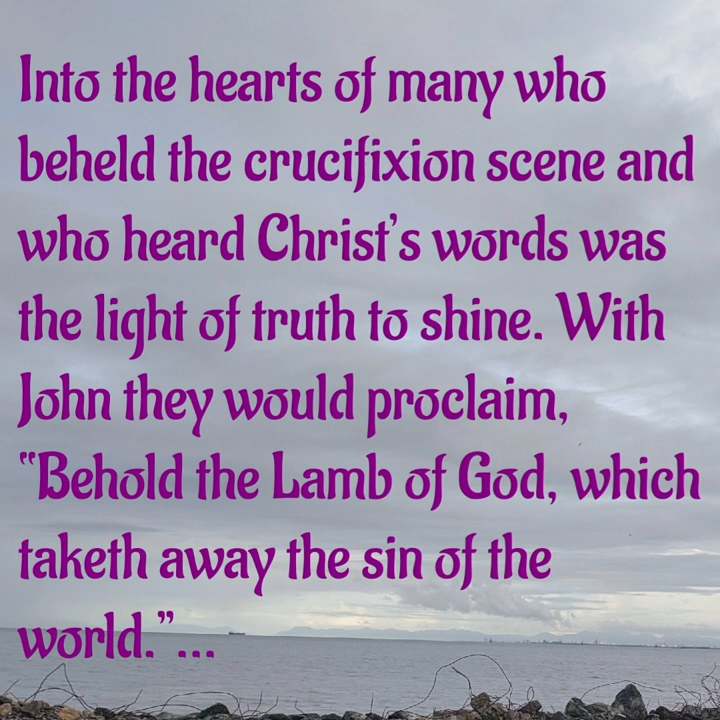 Into the hearts of many who
beheld the crucifixion scene and
who heard Christ’s words was
the light of truth to shine. With
John they would proclaim,
“Behold the Lamb of God, which
taketh away the sin of the
world.”...